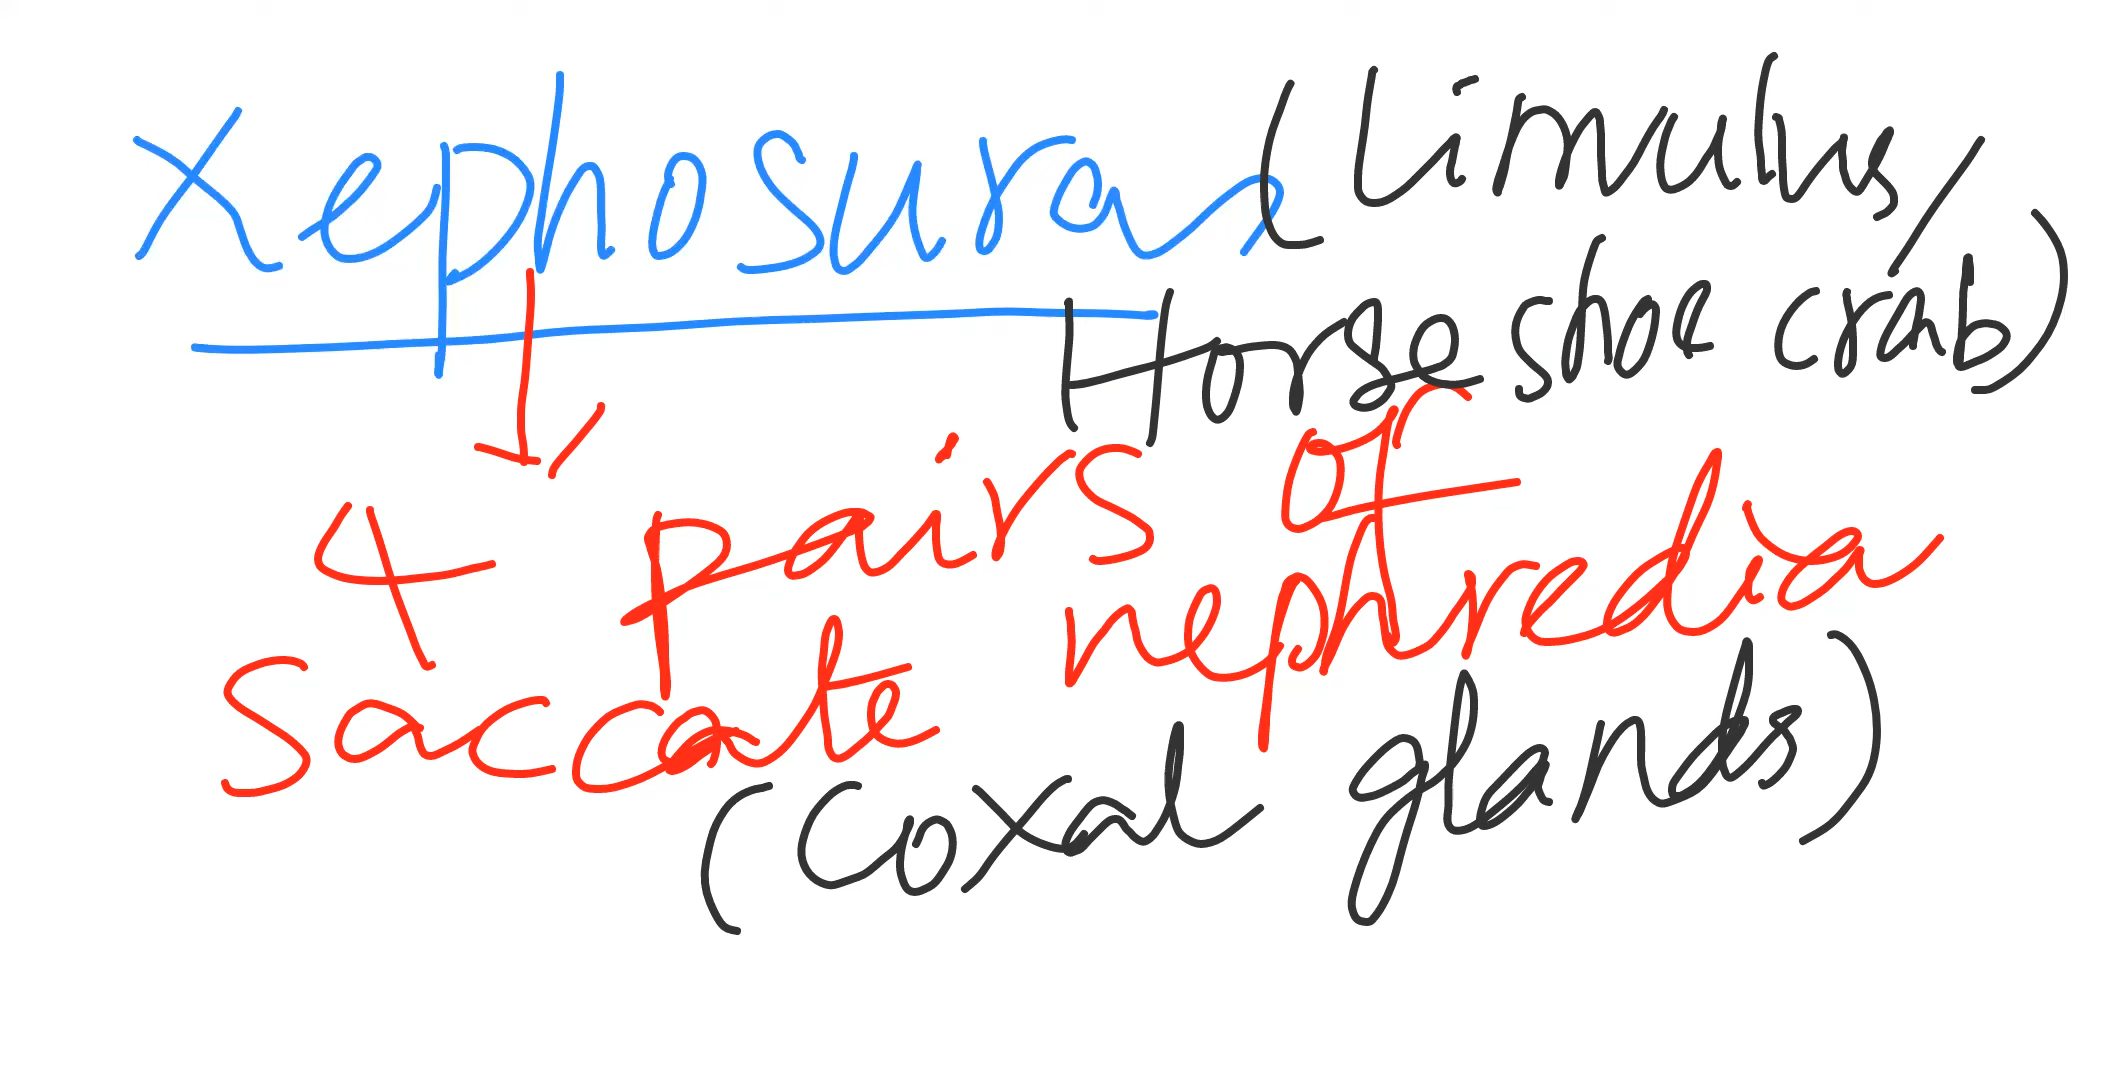 Xephosura (Limulus/
Horse shoe crab)
4 pairs of
saccate nephredia
(Coxal glands)